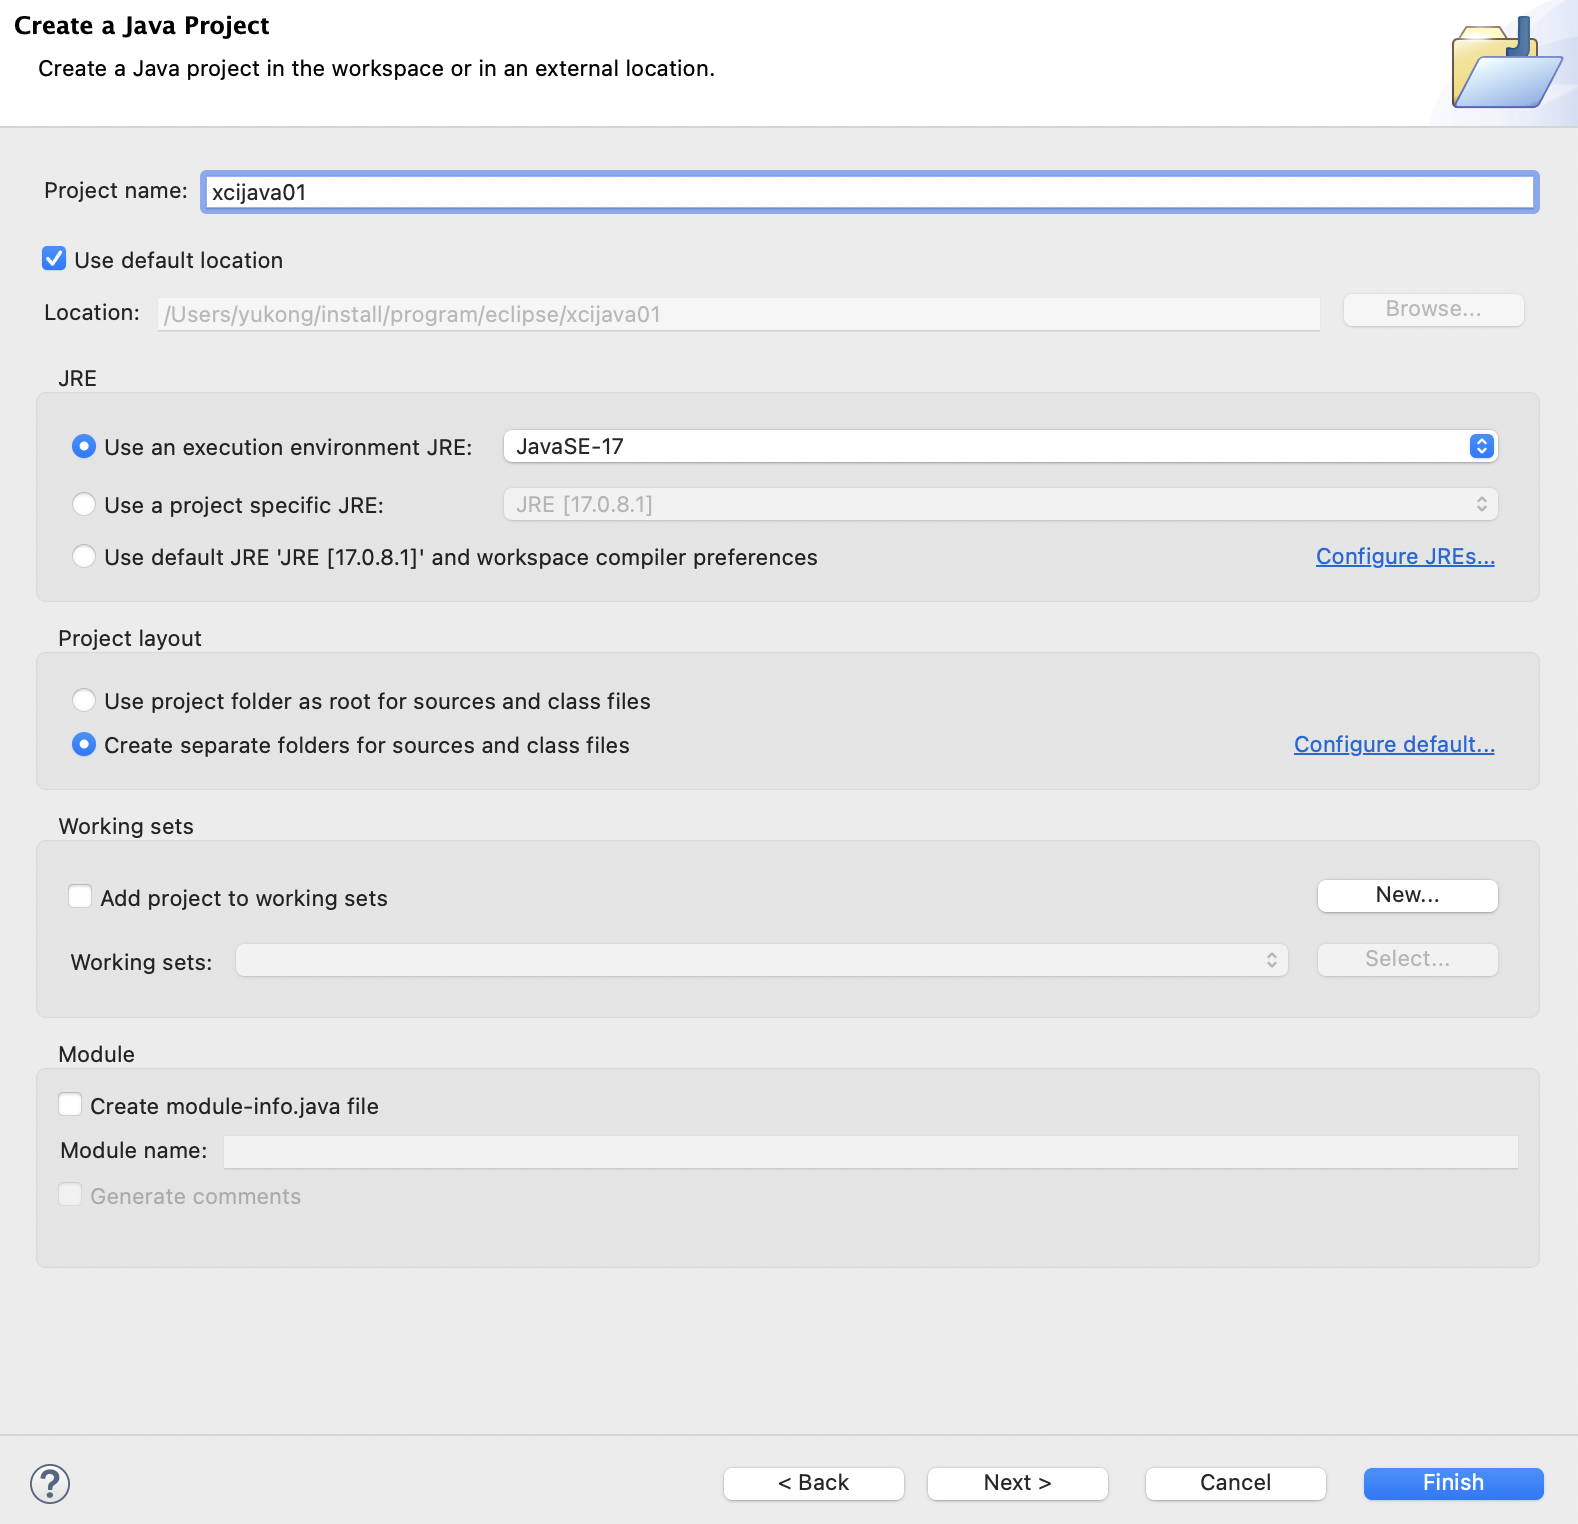 Create a Java Project
Create a Java project in the workspace or in an external location.
Project name: xcijava01
Use default location
Location: /Users/yukong/install/program/eclipse/xcijava01 Browse...
JRE
Use an execution environment JRE: JavaSE-17
Use a project specific JRE: JRE [17.0.8.1]
Use default JRE 'JRE [17.0.8.1]' and workspace compiler preferences Configure JREs...
Project layout
Use project folder as root for sources and class files
Create separate folders for sources and class files Configure default...
Working sets
Add project to working sets New...
Working sets: Select...
Module
Create module-info.java file
Module name:
Generate comments
? < Back Next > Cancel Finish